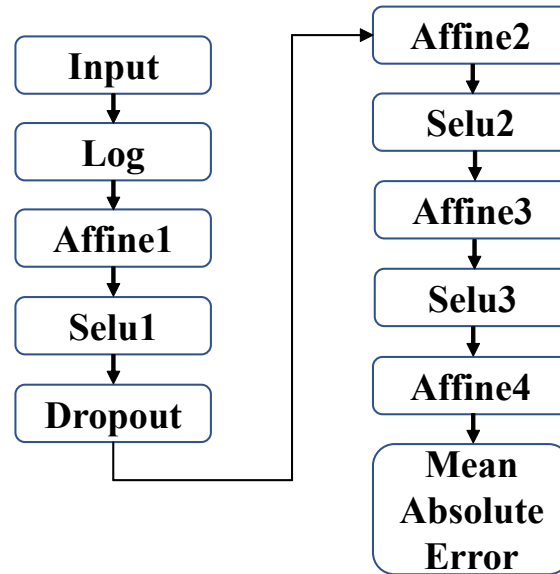 Input
Log
Affine1
Selu1
Dropout
Affine2
Selu2
Affine3
Selu3
Affine4
Mean
Absolute
Error